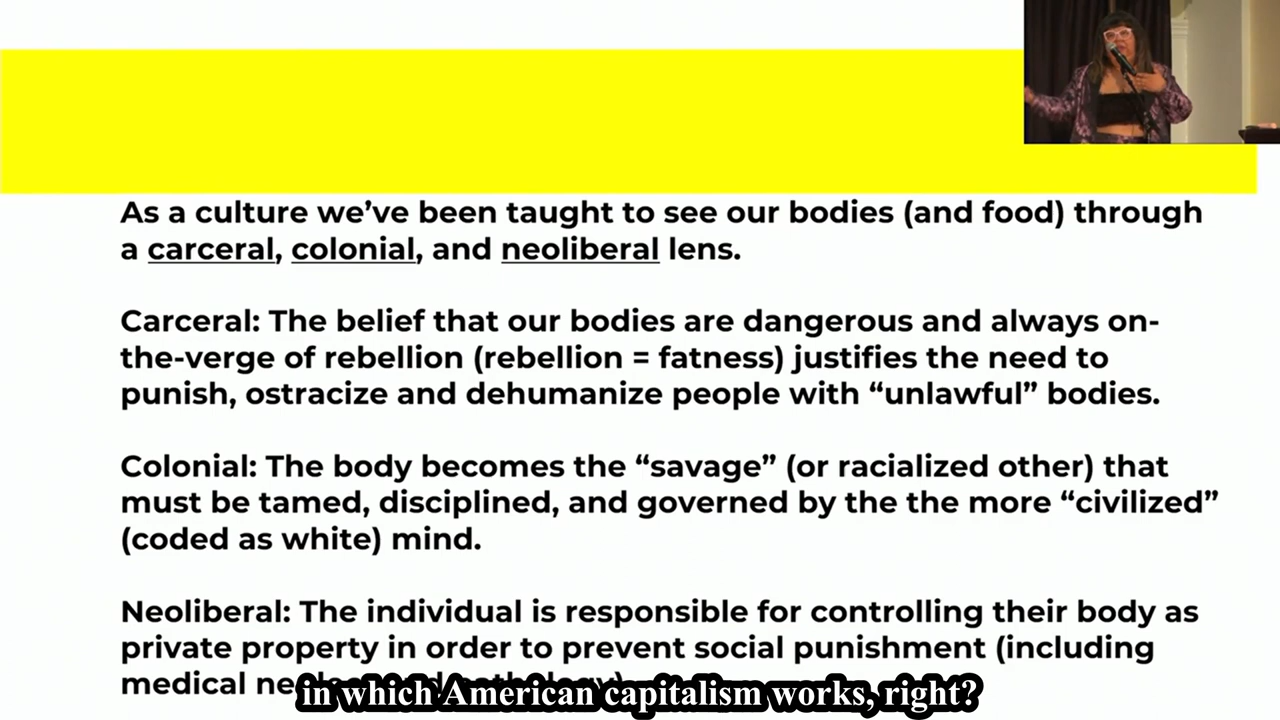 As a culture we’ve been taught to see our bodies (and food) through
a carceral, colonial, and neoliberal lens.
Carceral: The belief that our bodies are dangerous and always on-
the-verge of rebellion (rebellion = fatness) justifies the need to
punish, ostracize and dehumanize people with “unlawful” bodies.
Colonial: The body becomes the “savage” (or racialized other) that
must be tamed, disciplined, and governed by the the more “civilized”
(coded as white) mind.
Neoliberal: The individual is responsible for controlling their body as
private property in order to prevent social punishment (including
medical
in which American capitalism works, right?